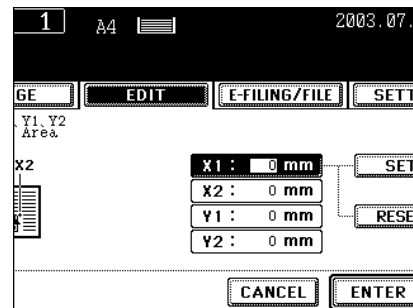 1 A4 2003.07.
GE EDIT E-FILING/FILE SETT
、Y1、Y2
Area
X2
X1 : 0 mm SET
X2 : 0 mm
Y1 : 0 mm RESE
Y2 : 0 mm
CANCEL ENTER